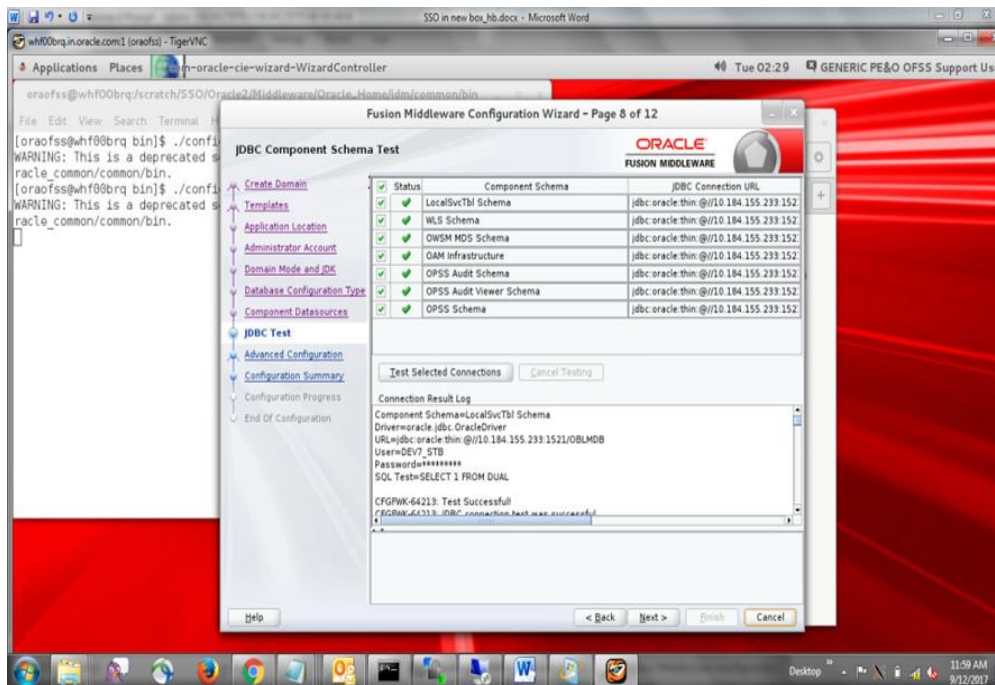 SSO in new box_hb.docx - Microsoft Word
whf00brq.in.oracle.com:1 (oraofss) - TigerVNC
Applications Places
-oracle-cie-wizard-WizardController
Tue 02:29
GENERIC PE&O OFSS Support Us
oraofss@whf00brq:/scratch/SSO/Oracle2/Middleware/Oracle_Home/idm/common/bin
File Edit View Search Terminal H
[oraofss@whf00brq bin]$ ./confi
WARNING: This is a deprecated s
racle_common/common/bin.
[oraofss@whf00brq bin]$ ./confi
WARNING: This is a deprecated s
racle_common/common/bin.
Fusion Middleware Configuration Wizard - Page 8 of 12
JDBC Component Schema Test
ORACLE
FUSION MIDDLEWARE
Create Domain
Templates
Application Location
Administrator Account
Domain Mode and JDK
Database Configuration Type
Component Datasources
JDBC Test
Advanced Configuration
Configuration Summary
Configuration Progress
End Of Configuration
Status Component Schema JDBC Connection URL
LocalSvcTbl Schema jdbc:oracle:thin:@//10.184.155.233:152
WLS Schema jdbc:oracle:thin:@//10.184.155.233:152
OWSM MDS Schema jdbc:oracle:thin:@//10.184.155.233:152
OAM Infrastructure jdbc:oracle:thin:@//10.184.155.233:152
OPSS Audit Schema jdbc:oracle:thin:@//10.184.155.233:152
OPSS Audit Viewer Schema jdbc:oracle:thin:@//10.184.155.233:152
OPSS Schema jdbc:oracle:thin:@//10.184.155.233:152
Test Selected Connections Cancel Testing
Connection Result Log
Component Schema=LocalSvcTbl Schema
Driver=oracle.jdbc.OracleDriver
URL=jdbc:oracle:thin:@//10.184.155.233:1521/OBLMDB
User=DEV7_STB
Password=*********
SQL Test=SELECT 1 FROM DUAL
CFGFWK-64213: Test Successful!
CFGFWK-64213: JDBC connection test was successful.
Help
< Back Next > Finish Cancel
Desktop
11:59 AM
9/12/2017